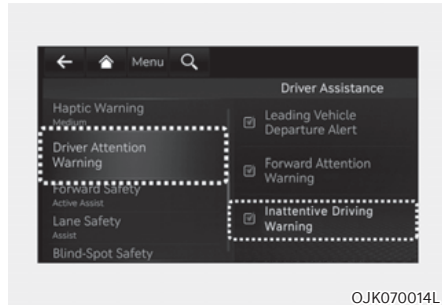 Menu
Driver Assistance
Haptic Warning
Medium
Driver Attention
Warning
Forward Safety
Active Assist
Lane Safety
Assist
Blind-Spot Safety
Leading Vehicle
Departure Alert
Forward Attention
Warning
Inattentive Driving
Warning
OJK070014L